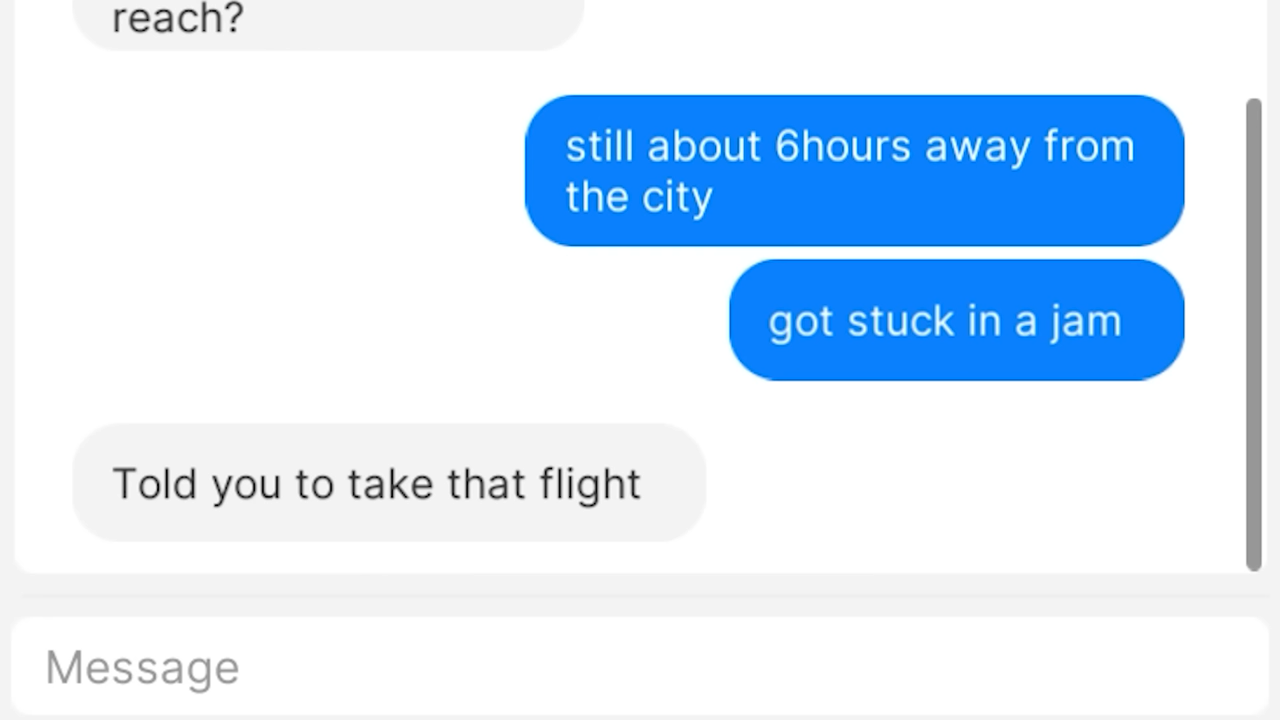 reach?
still about 6hours away from
the city
got stuck in a jam
Told you to take that flight
Message